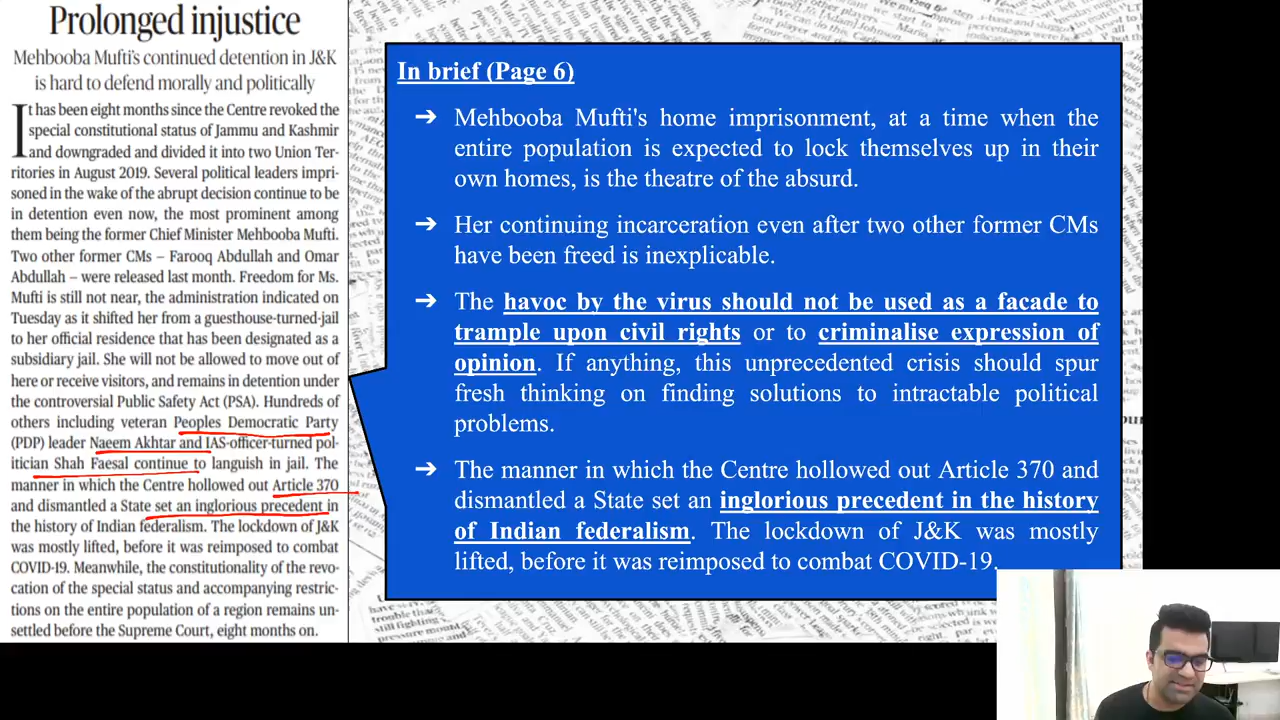 Prolonged injustice
Mehbooba Mufti's continued detention in J&K
is hard to defend morally and politically
It has been eight months since the Centre revoked the
special constitutional status of Jammu and Kashmir
and downgraded and divided it into two Union Ter-
ritories in August 2019. Several political leaders impri-
soned in the wake of the abrupt decision continue to be
in detention even now, the most prominent among
them being the former Chief Minister Mehbooba Mufti.
Two other former CMs – Farooq Abdullah and Omar
Abdullah – were released last month. Freedom for Ms.
Mufti is still not near, the administration indicated on
Tuesday as it shifted her from a guesthouse-turned-jail
to her official residence that has been designated as a
subsidiary jail. She will not be allowed to move out of
here or receive visitors, and remains in detention under
the controversial Public Safety Act (PSA). Hundreds of
others including veteran Peoples Democratic Party
(PDP) leader Naeem Akhtar and IAS-officer-turned pol-
itician Shah Faesal continue to langush in jail. The
manner in which the Centre hollowed out Article 370
and dismantled a State set an inglorious precedent in
the history of Indian federalism. The lockdown of J&K
was mostly lifted, before it was reimposed to combat
COVID-19. Meanwhile, the constitutionality of the revo-
cation of the special status and accompanying restric-
tions on the entire population of a region remains un-
settled before the Supreme Court, eight months on.
In brief (Page 6)
➔ Mehbooba Mufti's home imprisonment, at a time when the
entire population is expected to lock themselves up in their
own homes, is the theatre of the absurd.
➔ Her continuing incarceration even after two other former CMs
have been freed is inexplicable.
➔ The havoc by the virus should not be used as a facade to
trample upon civil rights or to criminalise expression of
opinion. If anything, this unprecedented crisis should spur
fresh thinking on finding solutions to intractable political
problems.
➔ The manner in which the Centre hollowed out Article 370 and
dismantled a State set an inglorious precedent in the history
of Indian federalism. The lockdown of J&K was mostly
lifted, before it was reimposed to combat COVID-19.